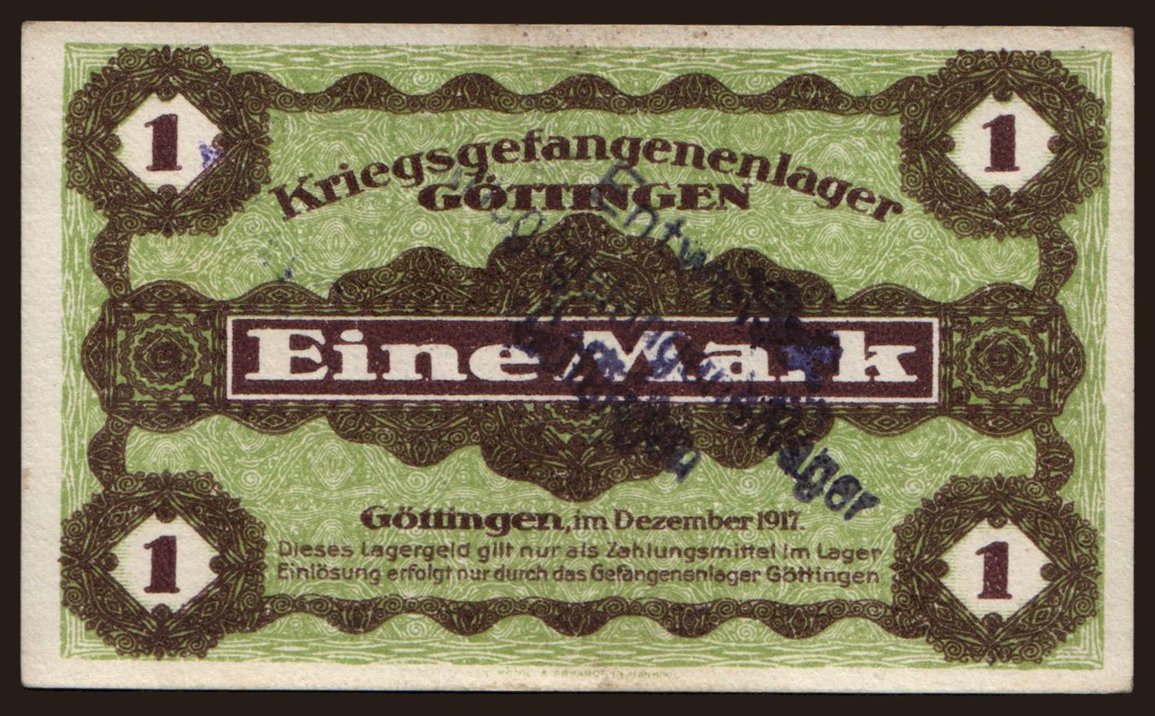 1 1
Kriegsgefangenenlager
GÖTTINGEN
Entwertet
Eine Mark
Göttingen, im Dezember 1917.
Dieses Lagergeld gilt nur als Zahlungsmittel im Lager
Einlösung erfolgt nur durch das Gefangenenlager Göttingen
1 1